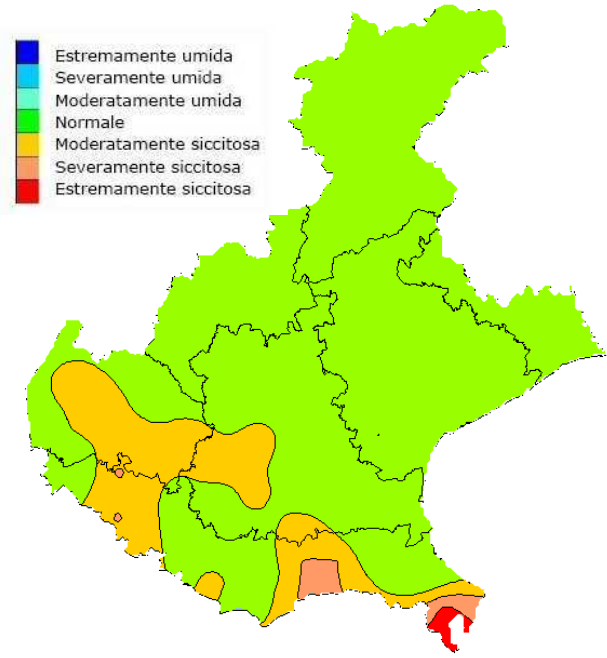 Estremamente umida
Severamente umida
Moderatamente umida
Normale
Moderatamente siccitosa
Severamente siccitosa
Estremamente siccitosa